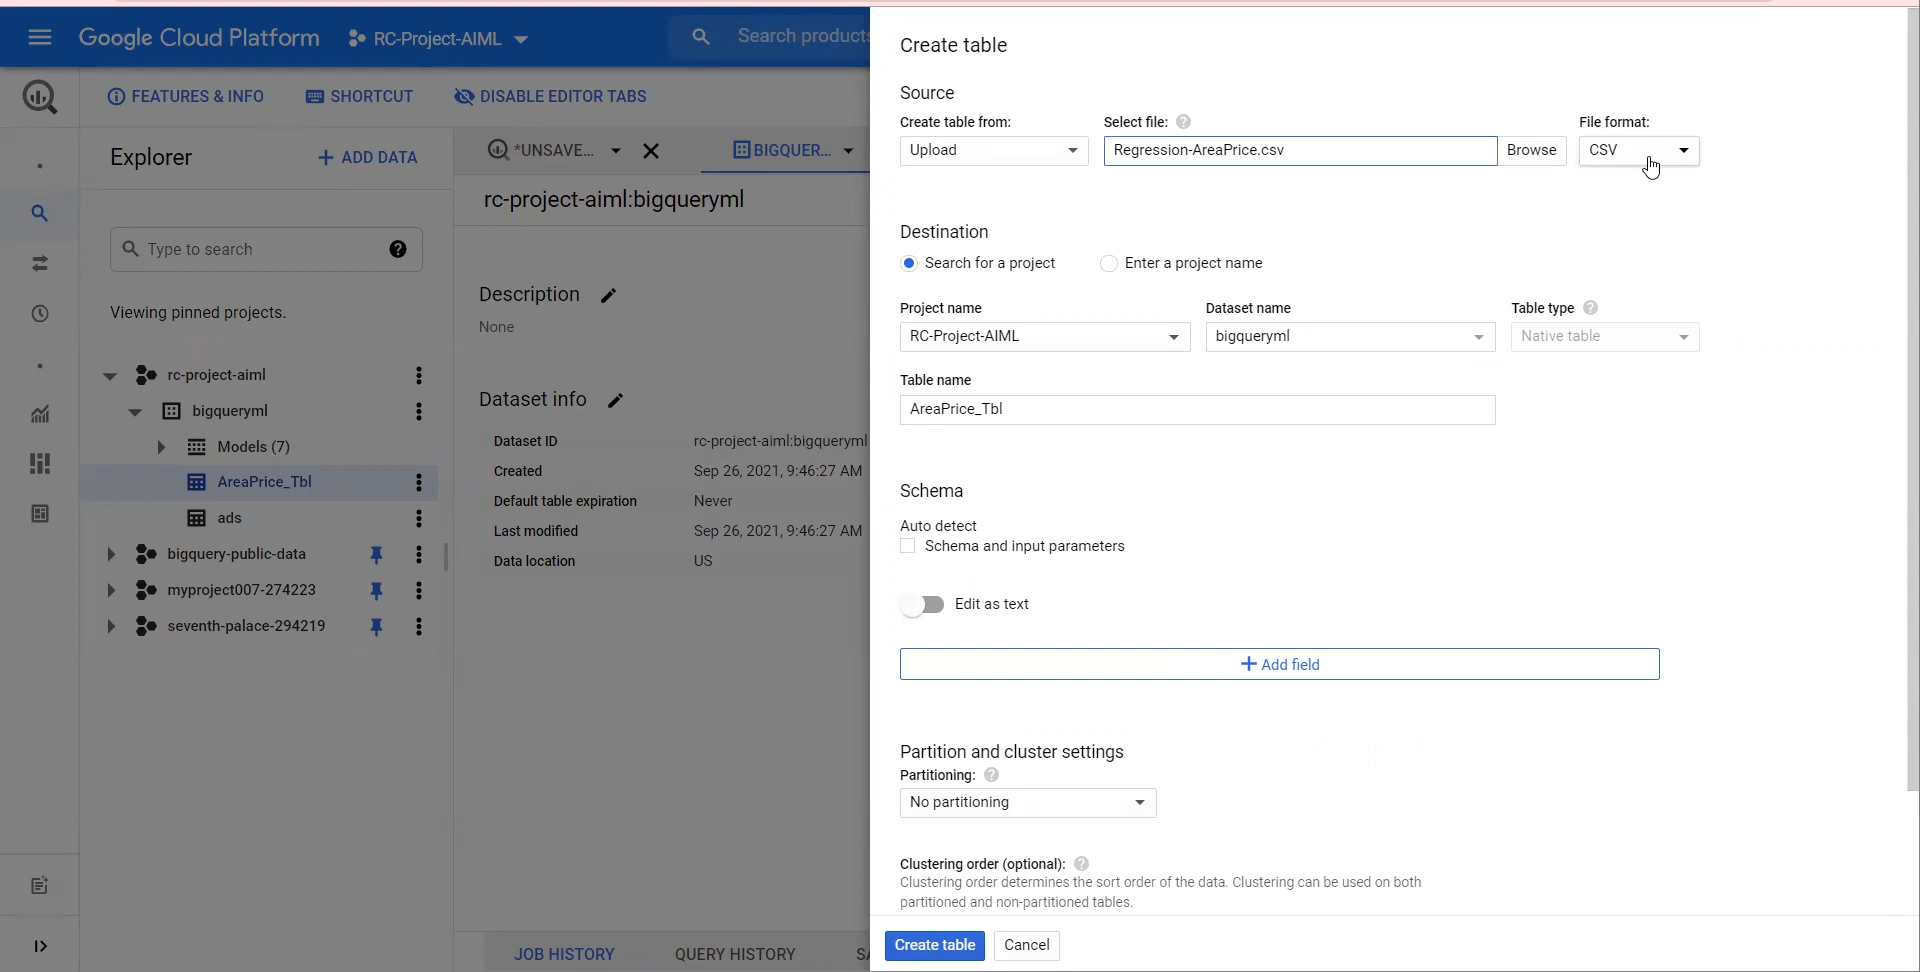 Google Cloud Platform
RC-Project-AIML
Search products
FEATURES & INFO
SHORTCUT
DISABLE EDITOR TABS
Explorer
+ ADD DATA
Type to search
Viewing pinned projects.
rc-project-aiml
bigqueryml
Models (7)
AreaPrice_Tbl
ads
bigquery-public-data
myproject007-274223
seventh-palace-294219
*UNSAVE...
BIGQUER...
rc-project-aiml:bigqueryml
Description
None
Dataset info
Dataset ID rc-project-aiml:bigqueryml
Created Sep 26, 2021, 9:46:27 AM
Default table expiration Never
Last modified Sep 26, 2021, 9:46:27 AM
Data location US
JOB HISTORY QUERY HISTORY SA
Create table
Source
Create table from: Select file: File format:
Upload Regression-AreaPrice.csv Browse CSV
Destination
Search for a project Enter a project name
Project name Dataset name Table type
RC-Project-AIML bigqueryml Native table
Table name
AreaPrice_Tbl
Schema
Auto detect
Schema and input parameters
Edit as text
+ Add field
Partition and cluster settings
Partitioning:
No partitioning
Clustering order (optional):
Clustering order determines the sort order of the data. Clustering can be used on both
partitioned and non-partitioned tables.
Create table Cancel